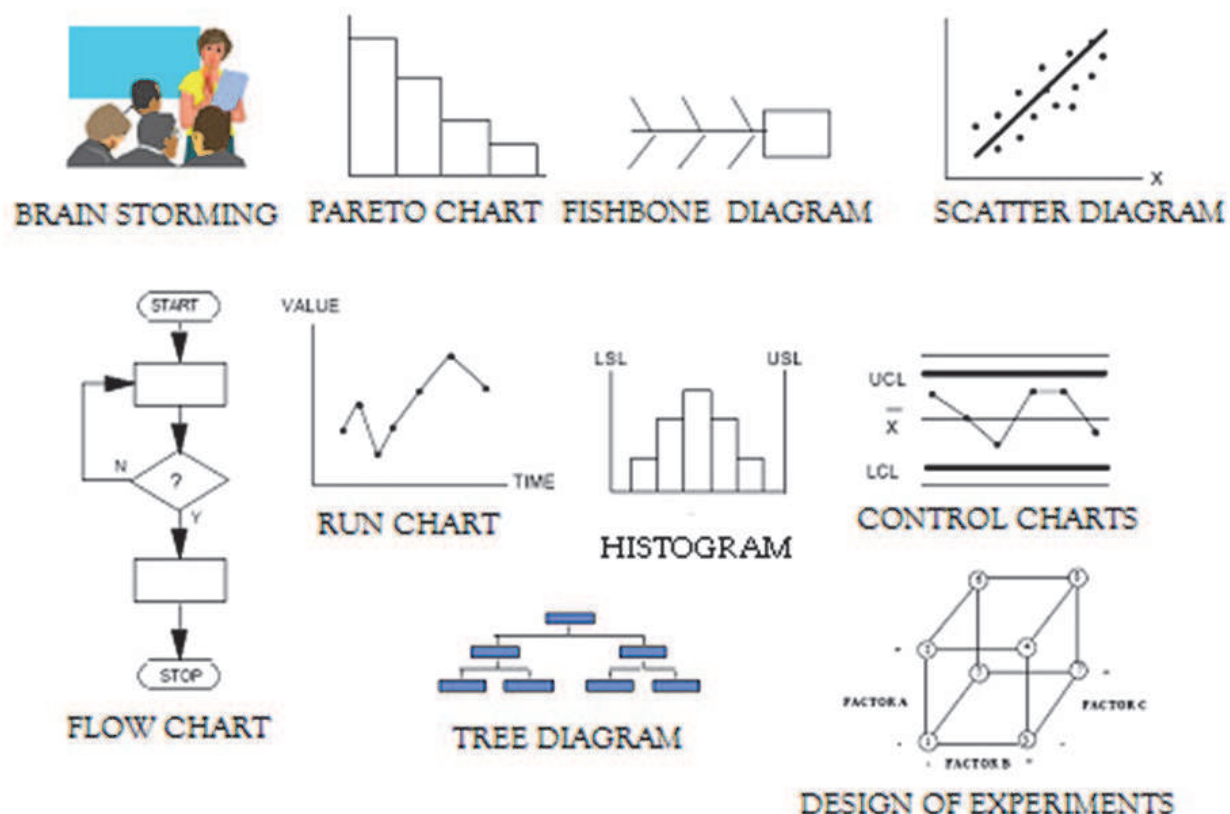 X
BRAIN STORMING
PARETO CHART
FISHBONE DIAGRAM
SCATTER DIAGRAM
START
N
?
Y
STOP
FLOW CHART
VALUE
TIME
RUN CHART
LSL
USL
HISTOGRAM
UCL
X
LCL
CONTROL CHARTS
TREE DIAGRAM
FACTOR A
FACTOR C
FACTOR B
DESIGN OF EXPERIMENTS